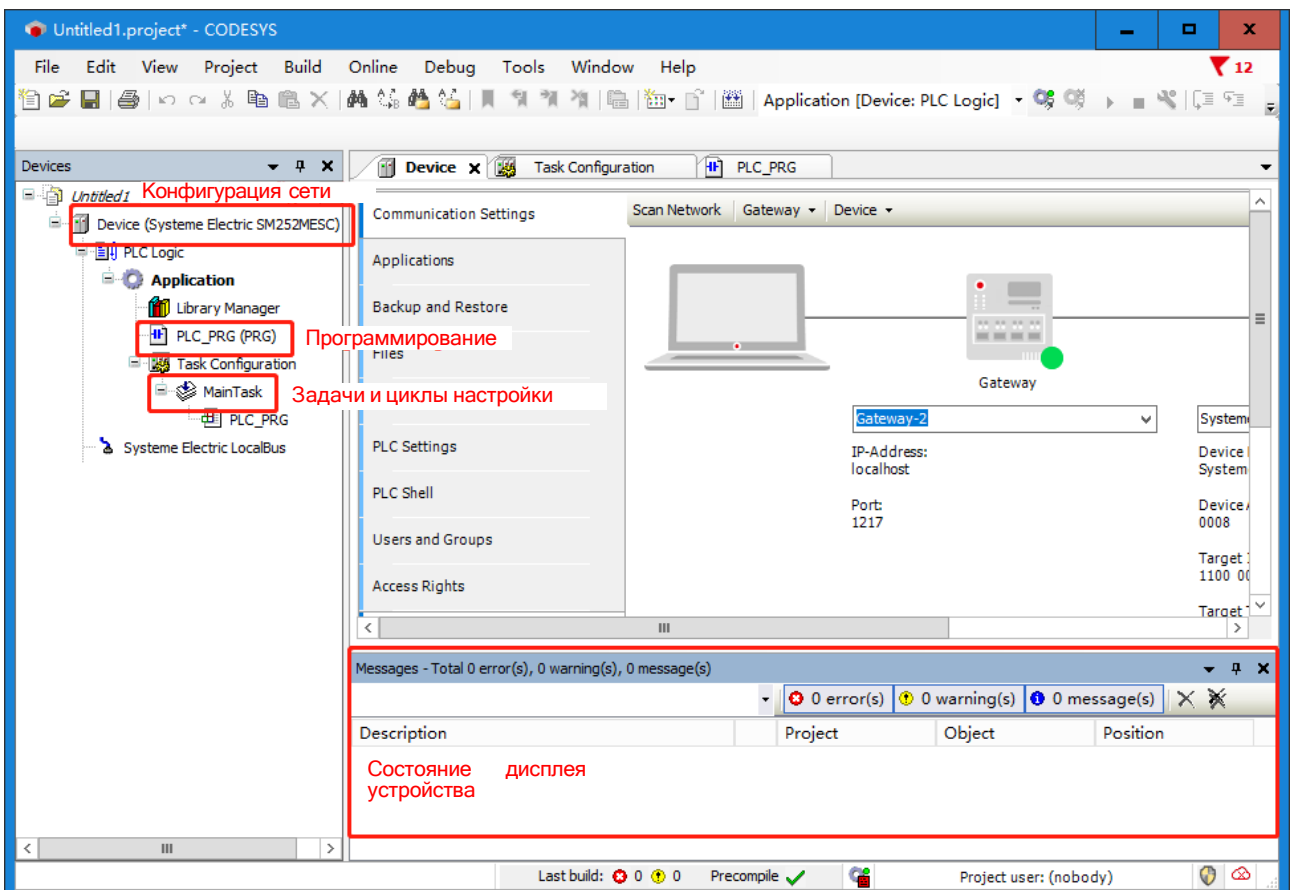 Untitled1.project* - CODESYS
File Edit View Project Build Online Debug Tools Window Help
12
Application [Device: PLC Logic]
Devices
Device
Task Configuration
PLC_PRG
Untitled1
Конфигурация сети
Device (Systeme Electric SM252MESC)
PLC Logic
Application
Library Manager
PLC_PRG (PRG)
Программирование
Task Configuration
MainTask
Задачи и циклы настройки
PLC_PRG
Systeme Electric LocalBus
Communication Settings
Applications
Backup and Restore
Files
PLC Settings
PLC Shell
Users and Groups
Access Rights
Scan Network Gateway Device
Gateway
Gateway-2
IP-Address:
localhost
Port:
1217
System
Device
System
Device
0008
Target
1100 00
Target
Messages - Total 0 error(s), 0 warning(s), 0 message(s)
0 error(s) 0 warning(s) 0 message(s)
Description Project Object Position
Состояние дисплея
устройства
Last build: 0 0 Precompile Project user: (nobody)